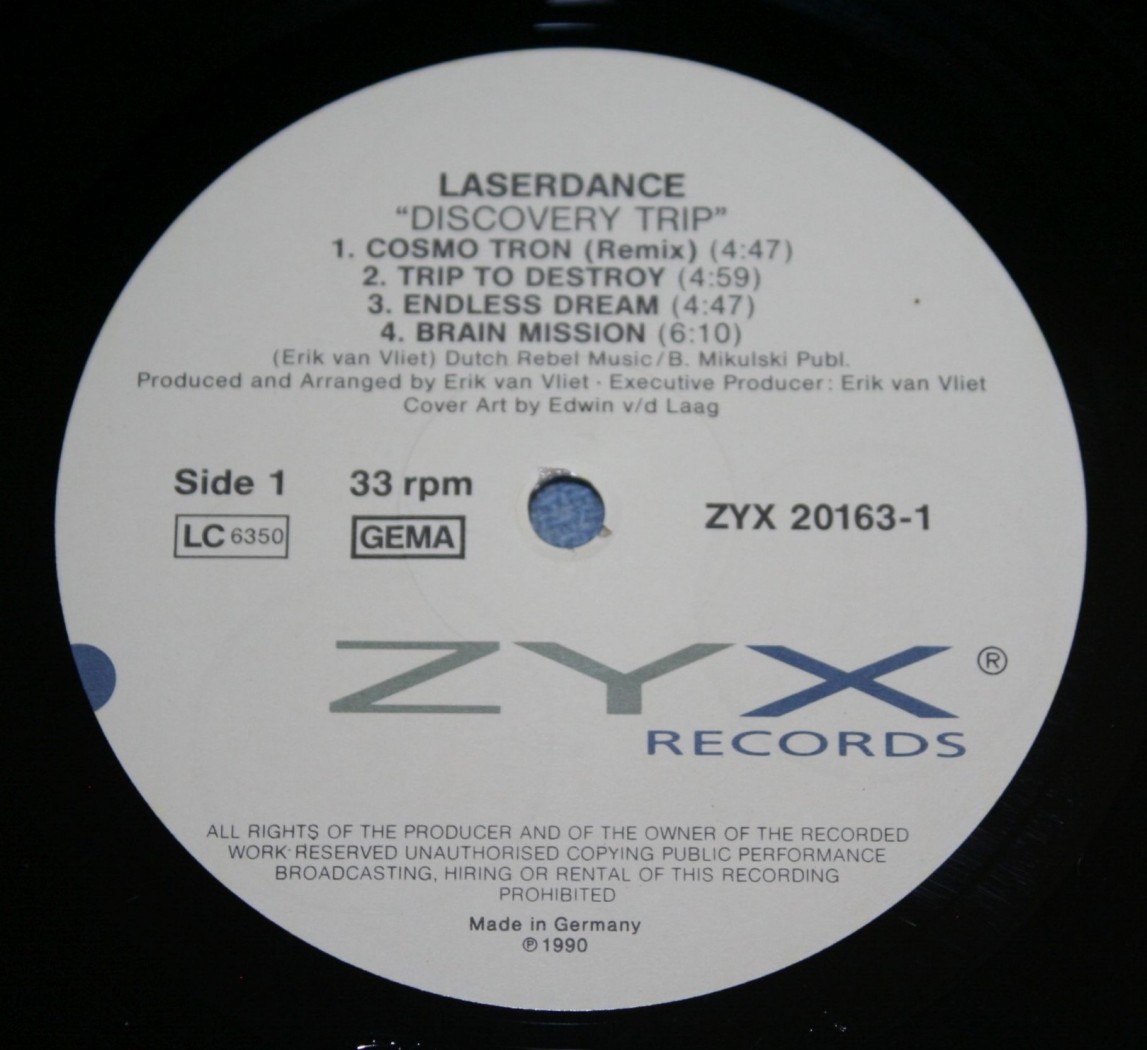 LASERDANCE
“DISCOVERY TRIP”
1. COSMO TRON (Remix) (4:47)
2. TRIP TO DESTROY (4:59)
3. ENDLESS DREAM (4:47)
4. BRAIN MISSION (6:10)
(Erik van Vliet) Dutch Rebel Music/B. Mikulski Publ.
Produced and Arranged by Erik van Vliet · Executive Producer: Erik van Vliet
Cover Art by Edwin v/d Laag
Side 1 33 rpm
LC 6350 GEMA
ZYX 20163-1
ZYX ®
RECORDS
ALL RIGHTS OF THE PRODUCER AND OF THE OWNER OF THE RECORDED
WORK RESERVED UNAUTHORISED COPYING PUBLIC PERFORMANCE
BROADCASTING, HIRING OR RENTAL OF THIS RECORDING
PROHIBITED
Made in Germany
℗ 1990